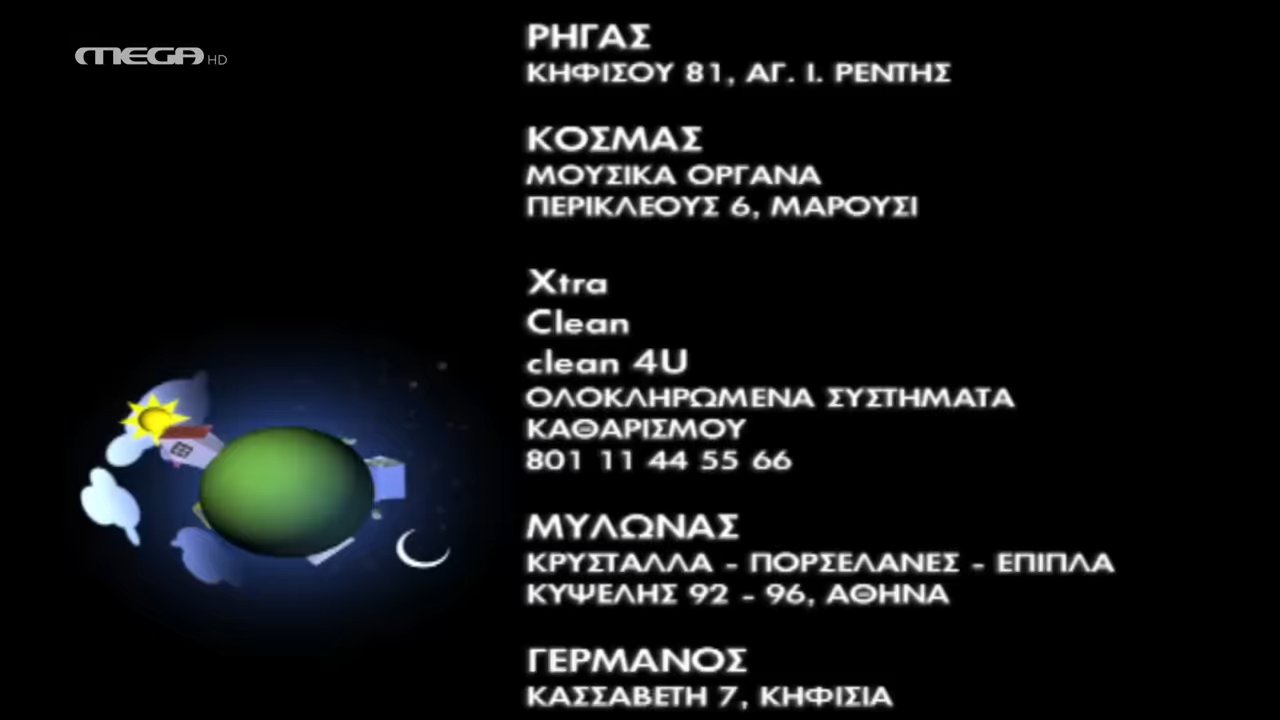 MEGA HD
ΡΗΓΑΣ
ΚΗΦΙΣΟΥ 81, ΑΓ. Ι. ΡΕΝΤΗΣ
ΚΟΣΜΑΣ
ΜΟΥΣΙΚΑ ΟΡΓΑΝΑ
ΠΕΡΙΚΛΕΟΥΣ 6, ΜΑΡΟΥΣΙ
Xtra
Clean
clean 4U
ΟΛΟΚΛΗΡΩΜΕΝΑ ΣΥΣΤΗΜΑΤΑ
ΚΑΘΑΡΙΣΜΟΥ
801 11 44 55 66
ΜΥΛΩΝΑΣ
ΚΡΥΣΤΑΛΛΑ - ΠΟΡΣΕΛΑΝΕΣ - ΕΠΙΠΛΑ
ΚΥΨΕΛΗΣ 92 - 96, ΑΘΗΝΑ
ΓΕΡΜΑΝΟΣ
ΚΑΣΣΑΒΕΤΗ 7, ΚΗΦΙΣΙΑ